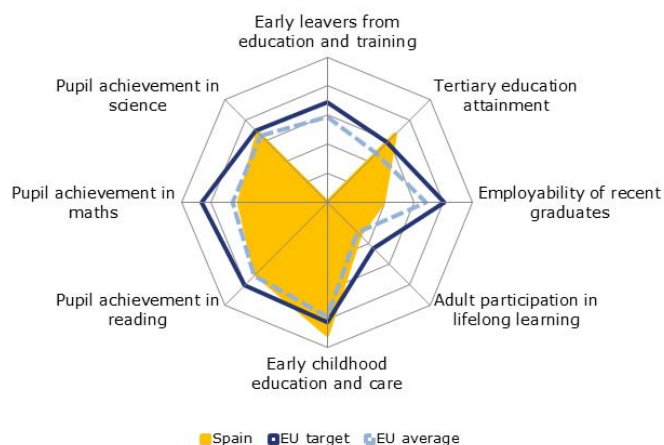 Early leavers from
education and training
Pupil achievement in
science
Tertiary education
attainment
Pupil achievement
in maths
Employability of recent
graduates
Pupil achievement in
reading
Adult participation in
lifelong learning
Early childhood
education and care
Spain EU target EU average